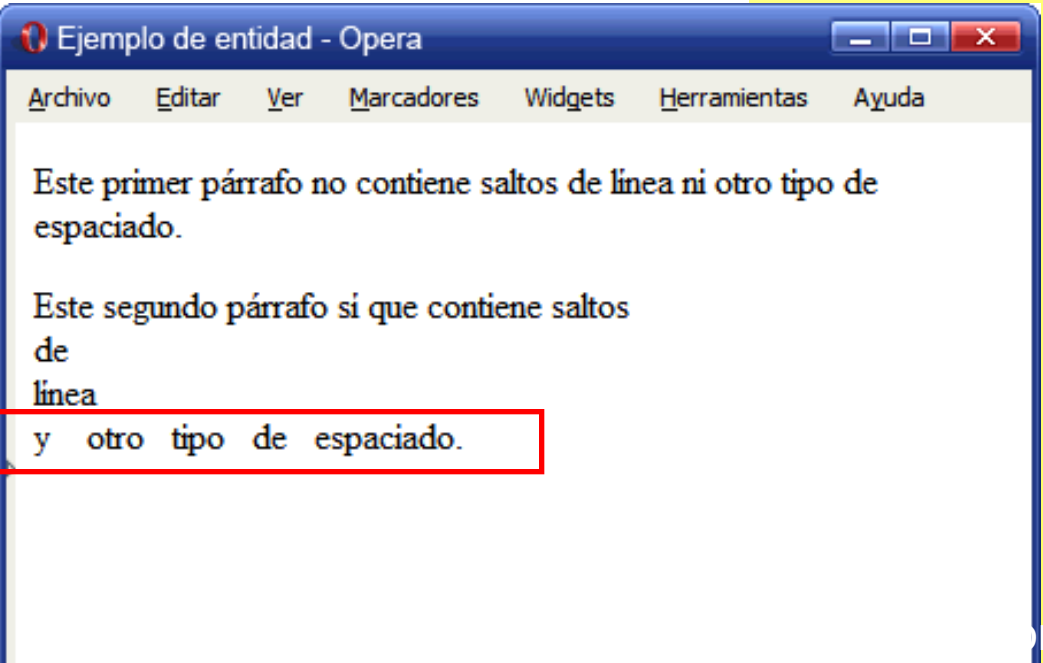 Ejemplo de entidad - Opera
Archivo Editar Ver Marcadores Widgets Herramientas Ayuda
Este primer párrafo no contiene saltos de línea ni otro tipo de
espaciado.
Este segundo párrafo sí que contiene saltos
de
línea
y otro tipo de espaciado.